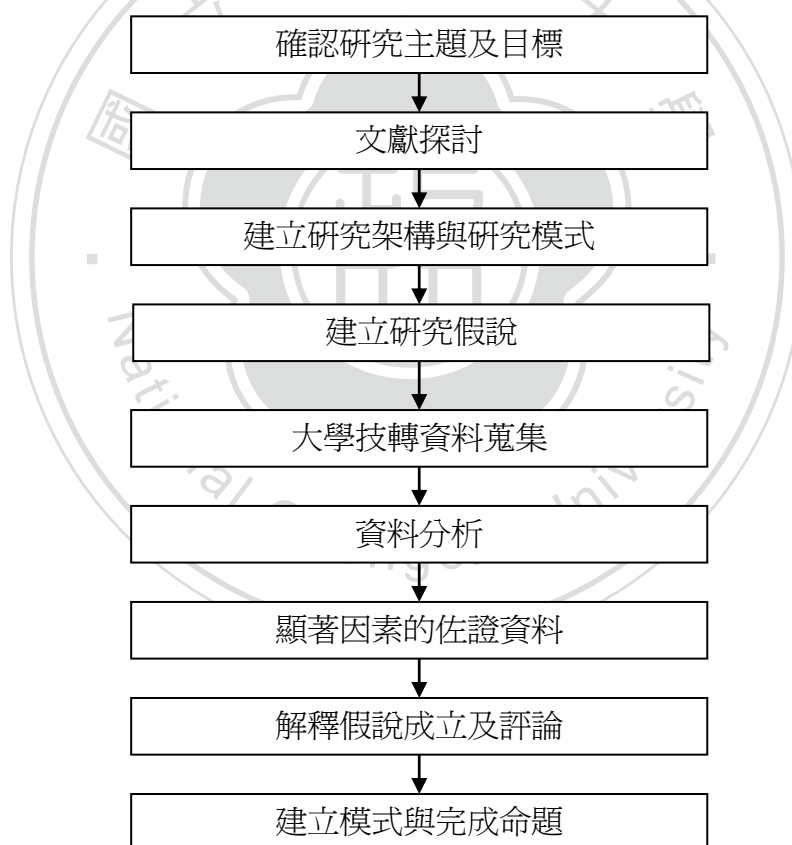 確認研究主題及目標
文獻探討
建立研究架構與研究模式
建立研究假說
大學技轉資料蒐集
資料分析
顯著因素的佐證資料
解釋假說成立及評論
建立模式與完成命題